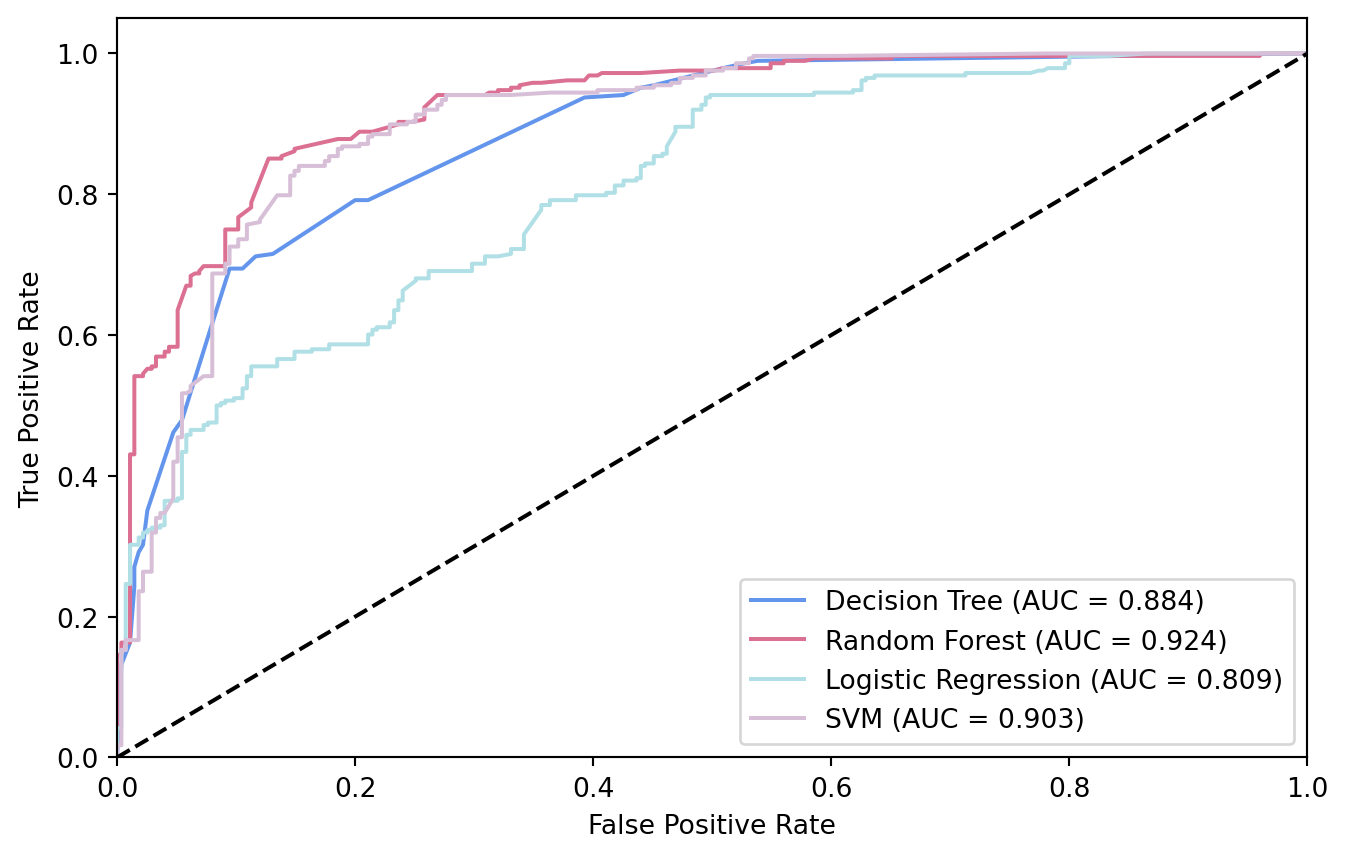 True Positive Rate
1.0
0.8
0.6
0.4
0.2
0.0
Decision Tree (AUC = 0.884)
Random Forest (AUC = 0.924)
Logistic Regression (AUC = 0.809)
SVM (AUC = 0.903)
0.0 0.2 0.4 0.6 0.8 1.0
False Positive Rate